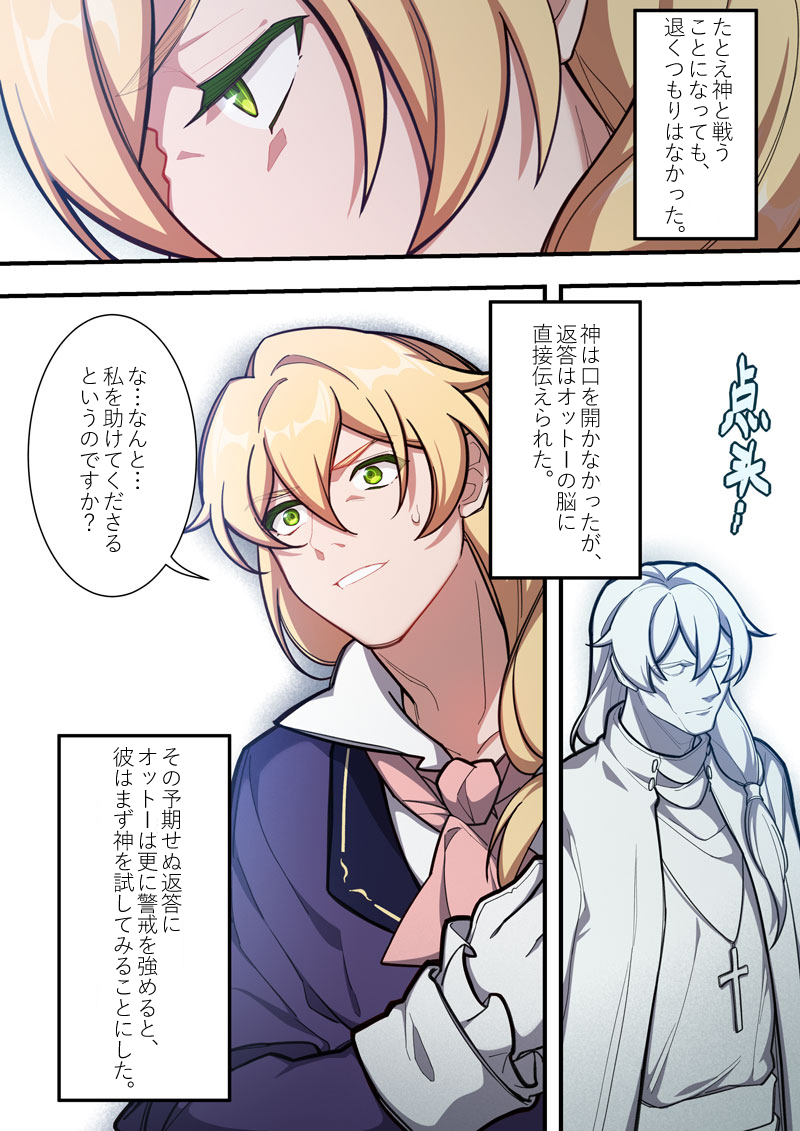 たとえ神と戦う
ことになっても、
退くつもりはなかった。
点头…
神は口を開かなかったが、
返答はオットーの脳に
直接伝えられた。
な…なんと…
私を助けてくださる
というのですか？
その予期せぬ返答に
オットーは更に警戒を強めると、
彼はまず神を試してみることにした。